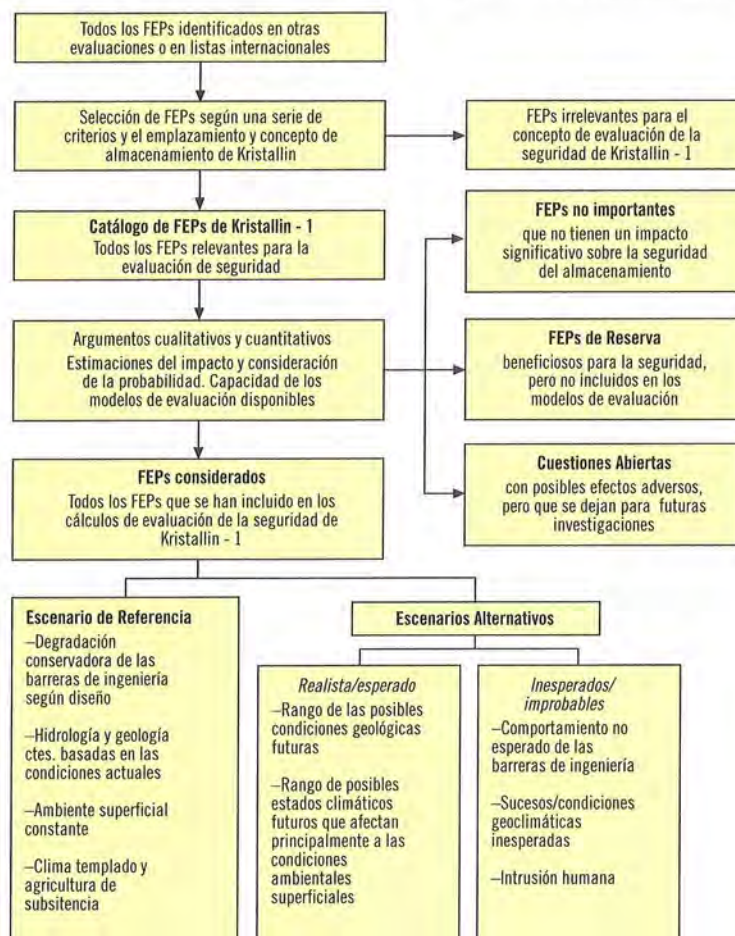 Todos los FEPs identificados en otras
evaluaciones o en listas internacionales
Selección de FEPs según una serie de
criterios y el emplazamiento y concepto de
almacenamiento de Kristallin
FEPs irrelevantes para el
concepto de evaluación de la
seguridad de Kristallin - 1
Catálogo de FEPs de Kristallin - 1
Todos los FEPs relevantes para la
evaluación de seguridad
FEPs no importantes
que no tienen un impacto
significativo sobre la seguridad
del almacenamiento
Argumentos cualitativos y cuantitativos
Estimaciones del impacto y consideración
de la probabilidad. Capacidad de los
modelos de evaluación disponibles
FEPs de Reserva
beneficiosos para la seguridad,
pero no incluidos en los
modelos de evaluación
FEPs considerados
Todos los FEPs que se han incluido en los
cálculos de evaluación de la seguridad de
Kristallin - 1
Cuestiones Abiertas
con posibles efectos adversos,
pero que se dejan para futuras
investigaciones
Escenario de Referencia
–Degradación
conservadora de las
barreras de ingeniería
según diseño
–Hidrología y geología
ctes. basadas en las
condiciones actuales
–Ambiente superficial
constante
–Clima templado y
agricultura de
subsitencia
Escenarios Alternativos
Realista/esperado
–Rango de las posibles
condiciones geológicas
futuras
–Rango de posibles
estados climáticos
futuros que afectan
principalmente a las
condiciones
ambientales
superficiales
Inesperados/
improbables
–Comportamiento no
esperado de las
barreras de ingeniería
–Sucesos/condiciones
geoclimáticas
inesperadas
–Intrusión humana